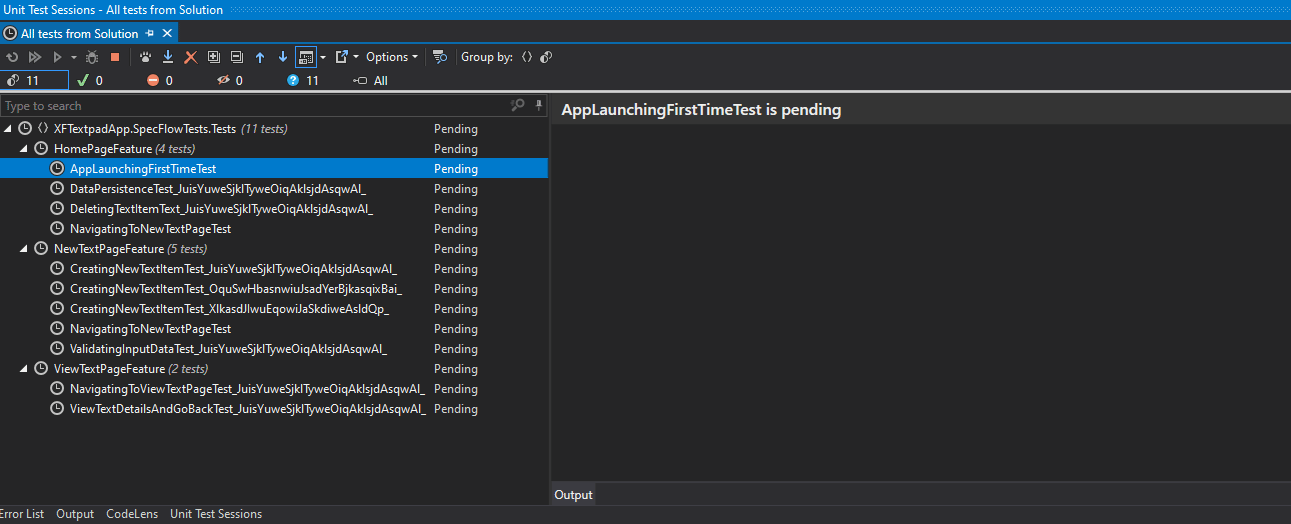 Unit Test Sessions - All tests from Solution
All tests from Solution
Options Group by:
11 0 0 0 11 All
Type to search
AppLaunchingFirstTimeTest is pending
XFTextpadApp.SpecFlowTests.Tests (11 tests) Pending
HomePageFeature (4 tests) Pending
AppLaunchingFirstTimeTest Pending
DataPersistenceTest_JuisYuweSjklTyweOiqAklsjdAsqwAl_ Pending
DeletingTextItemText_JuisYuweSjklTyweOiqAklsjdAsqwAl_ Pending
NavigatingToNewTextPageTest Pending
NewTextPageFeature (5 tests) Pending
CreatingNewTextItemTest_JuisYuweSjklTyweOiqAklsjdAsqwAl_ Pending
CreatingNewTextItemTest_OquSwHbasnwiuJsadYerBjkasqixBai_ Pending
CreatingNewTextItemTest_XlkasdJlwuEqowiJaSkdiweAsldQp_ Pending
NavigatingToNewTextPageTest Pending
ValidatingInputDataTest_JuisYuweSjklTyweOiqAklsjdAsqwAl_ Pending
ViewTextPageFeature (2 tests) Pending
NavigatingToViewTextPageTest_JuisYuweSjklTyweOiqAklsjdAsqwAl_ Pending
ViewTextDetailsAndGoBackTest_JuisYuweSjklTyweOiqAklsjdAsqwAl_ Pending
Output
Error List Output CodeLens Unit Test Sessions